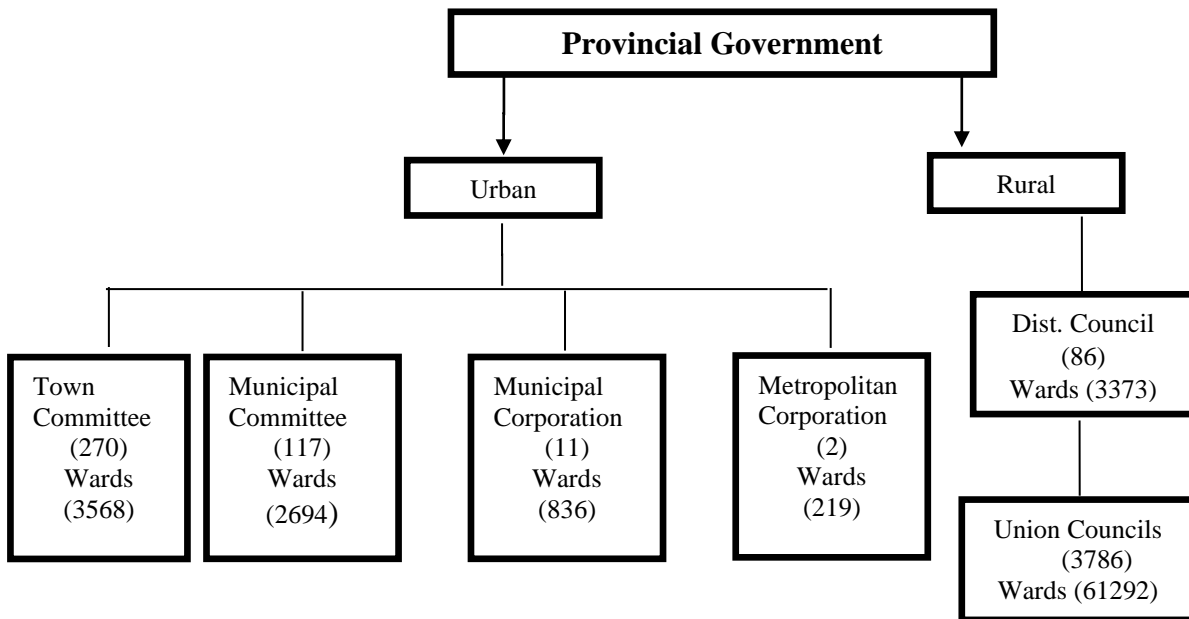 Provincial Government
Urban
Rural
Town
Committee
(270)
Wards
(3568)
Municipal
Committee
(117)
Wards
(2694)
Municipal
Corporation
(11)
Wards
(836)
Metropolitan
Corporation
(2)
Wards
(219)
Dist. Council
(86)
Wards (3373)
Union Councils
(3786)
Wards (61292)